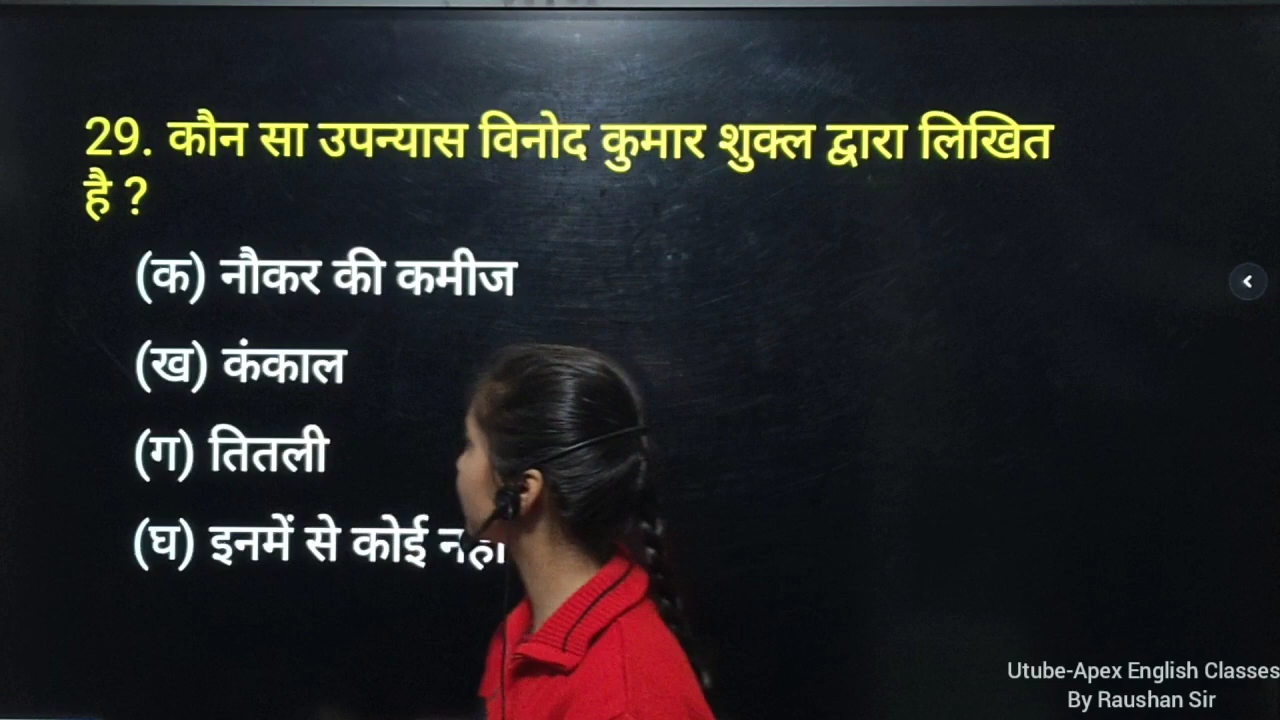 29. कौन सा उपन्यास विनोद कुमार शुक्ल द्वारा लिखित
है ?
(क) नौकर की कमीज
(ख) कंकाल
(ग) तितली
(घ) इनमें से कोई
Utube-Apex English Classes
By Raushan Sir